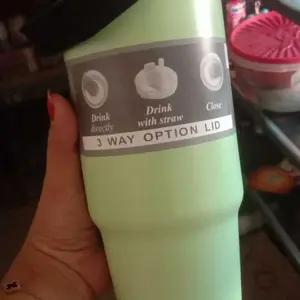 Drink
directly
Drink
with straw
Close
3 WAY OPTION LID